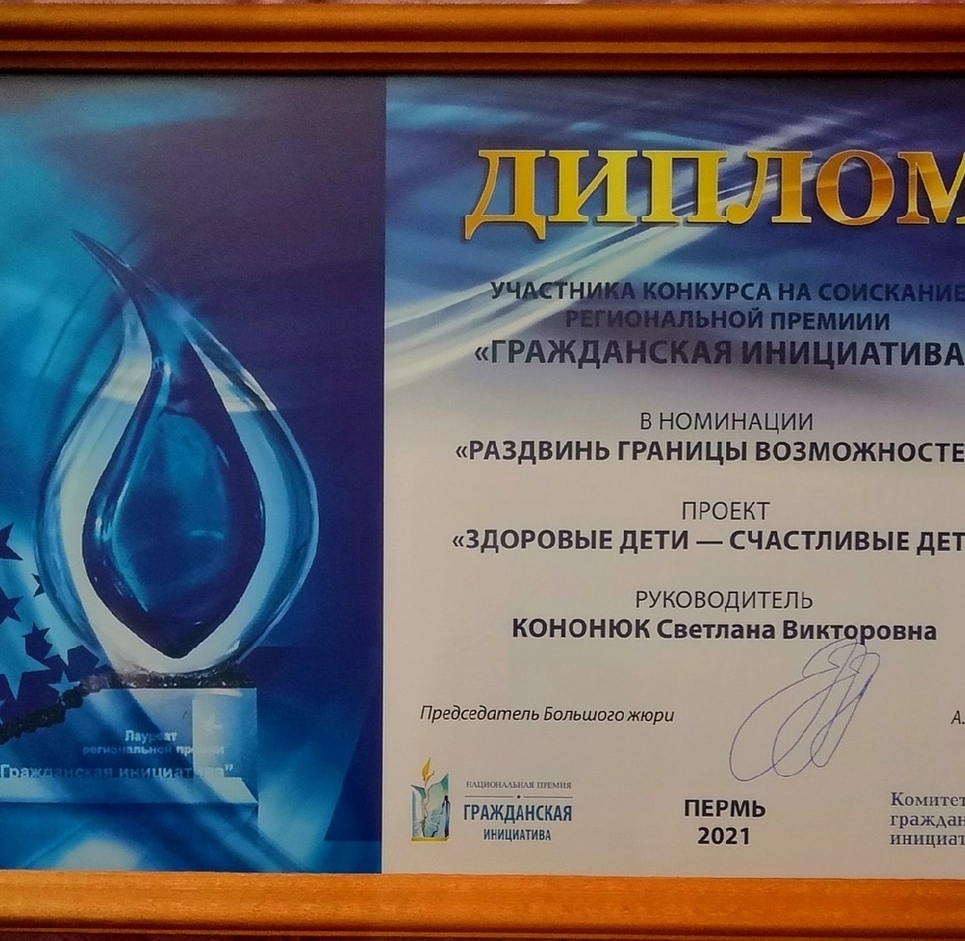 ДИПЛОМ
УЧАСТНИКА КОНКУРСА НА СОИСКАНИЕ
РЕГИОНАЛЬНОЙ ПРЕМИИИ
«ГРАЖДАНСКАЯ ИНИЦИАТИВА
В НОМИНАЦИИ
«РАЗДВИНЬ ГРАНИЦЫ ВОЗМОЖНОСТЕ
ПРОЕКТ
«ЗДОРОВЫЕ ДЕТИ — СЧАСТЛИВЫЕ ДЕТ
РУКОВОДИТЕЛЬ
КОНОНЮК Светлана Викторовна
Председатель Большого жюри
А.
Лауреат
региональной премии
"Гражданская инициатива"
НАЦИОНАЛЬНАЯ ПРЕМИЯ
ГРАЖДАНСКАЯ
ИНИЦИАТИВА
ПЕРМЬ
2021
Комитет
граждан
инициат